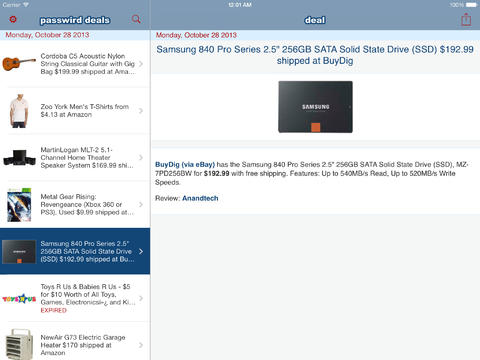 Carrier
12:01 AM
100%
passwird deals
deal
Monday, October 28 2013
Monday, October 28 2013
Cordoba C5 Acoustic Nylon
String Classical Guitar with Gig
Bag $199.99 shipped at Ama...
Zoo York Men's T-Shirts from
$4.13 at Amazon
MartinLogan MLT-2 5.1-
Channel Home Theater
Speaker System $169.99 shi...
Metal Gear Rising:
Revengeance (Xbox 360 or
PS3), Used $9.99 shipped at...
Samsung 840 Pro Series 2.5"
256GB SATA Solid State Drive
(SSD) $192.99 shipped at Bu...
TOYS R US
Toys R Us & Babies R Us - $5
for $10 Worth of All Toys,
Games, Electronicsï»¿ and Ki...
EXPIRED
NewAir G73 Electric Garage
Heater $170 shipped at
Amazon
Samsung 840 Pro Series 2.5" 256GB SATA Solid State Drive (SSD) $192.99
shipped at BuyDig
SAMSUNG
BuyDig (via eBay) has the Samsung 840 Pro Series 2.5" 256GB SATA Solid State Drive (SSD), MZ-
7PD256BW for $192.99 with free shipping. Features: Up to 540MB/s Read, Up to 520MB/s Write
Speeds.
Review: Anandtech